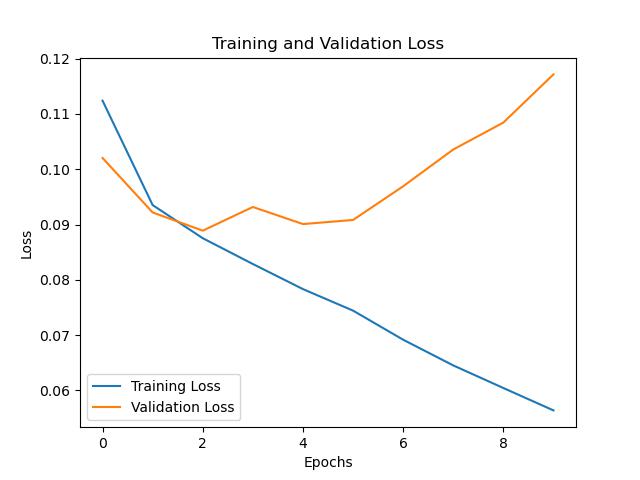 Training and Validation Loss
0.12
0.11
0.10
0.09
0.08
0.07
0.06
Loss
Training Loss
Validation Loss
0 2 4 6 8
Epochs